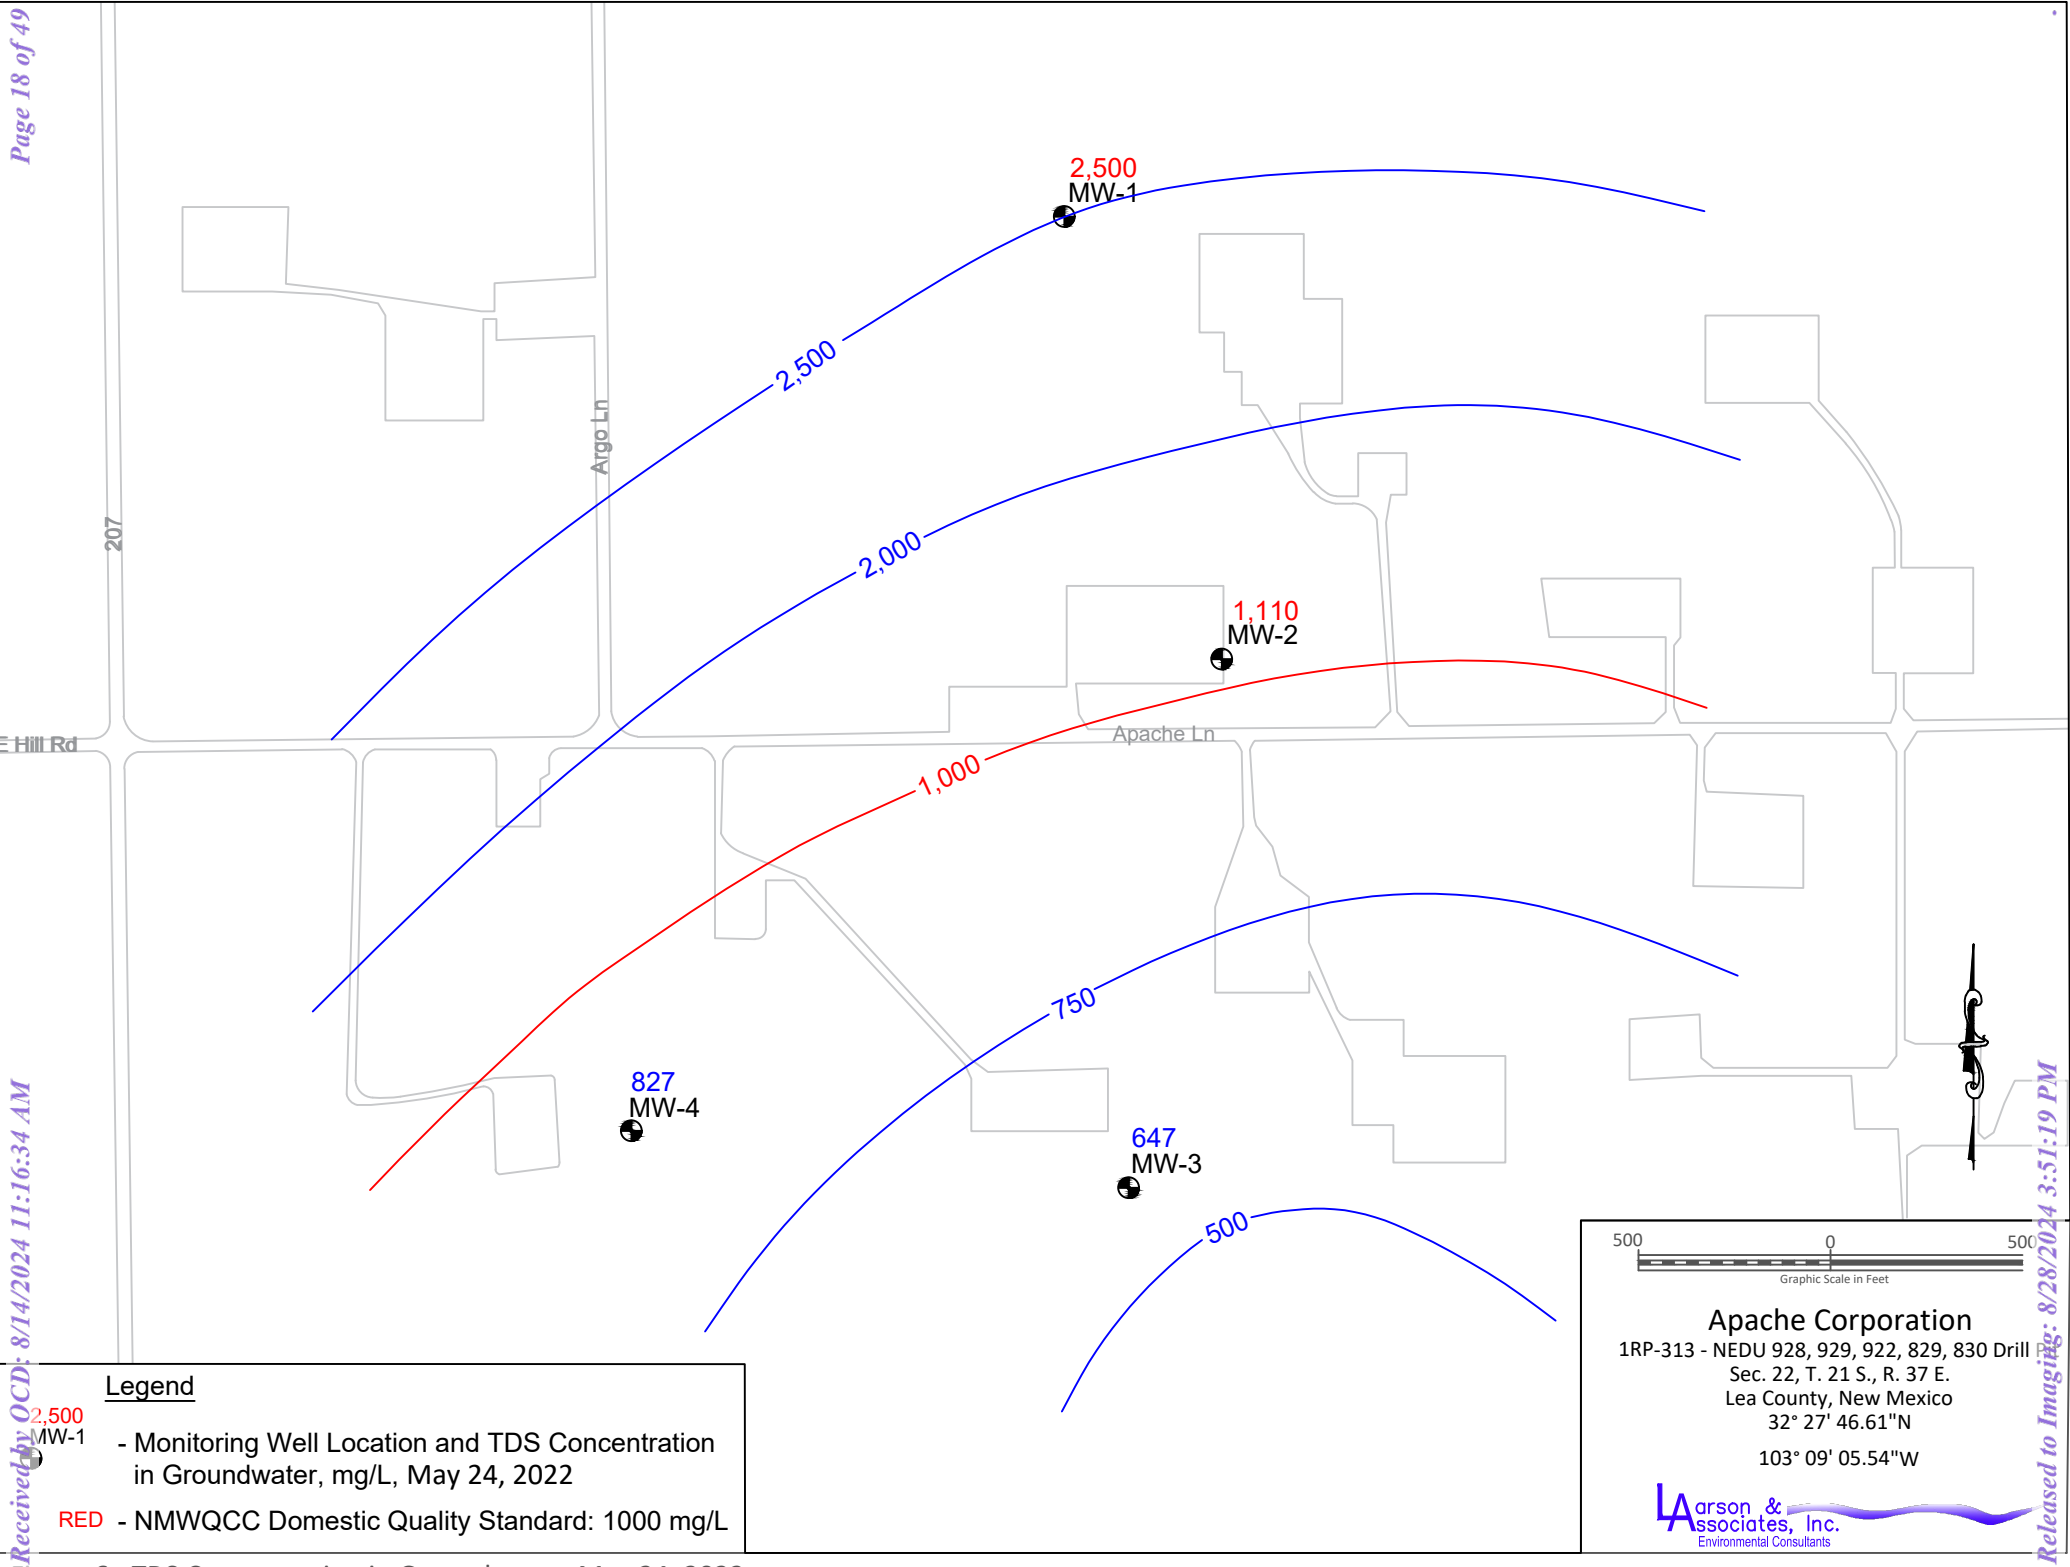 Page 18 of 49
2,500
MW-1
2,500
Argo Ln
207
2,000
1,110
MW-2
E Hill Rd
Apache Ln
1,000
750
827
MW-4
647
MW-3
500
Received by OCD: 8/14/2024 11:16:34 AM
Released to Imaging: 8/28/2024 3:51:19 PM
500 0 500
Graphic Scale in Feet
Apache Corporation
1RP-313 - NEDU 928, 929, 922, 829, 830 Drill
Sec. 22, T. 21 S., R. 37 E.
Lea County, New Mexico
32° 27' 46.61"N
103° 09' 05.54"W
Larson &
Associates, Inc.
Environmental Consultants
Legend
2,500
MW-1
- Monitoring Well Location and TDS Concentration
in Groundwater, mg/L, May 24, 2022
RED - NMWQCC Domestic Quality Standard: 1000 mg/L